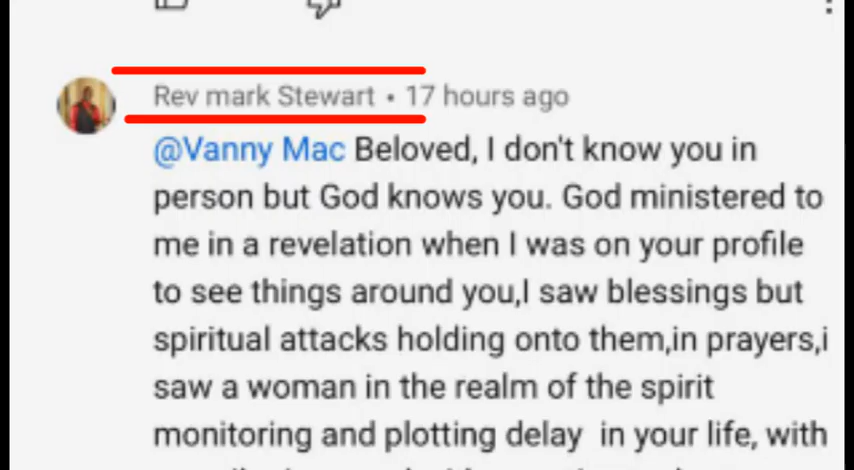 Rev mark Stewart • 17 hours ago
@Vanny Mac Beloved, I don't know you in
person but God knows you. God ministered to
me in a revelation when I was on your profile
to see things around you,I saw blessings but
spiritual attacks holding onto them,in prayers,i
saw a woman in the realm of the spirit
monitoring and plotting delay in your life, with